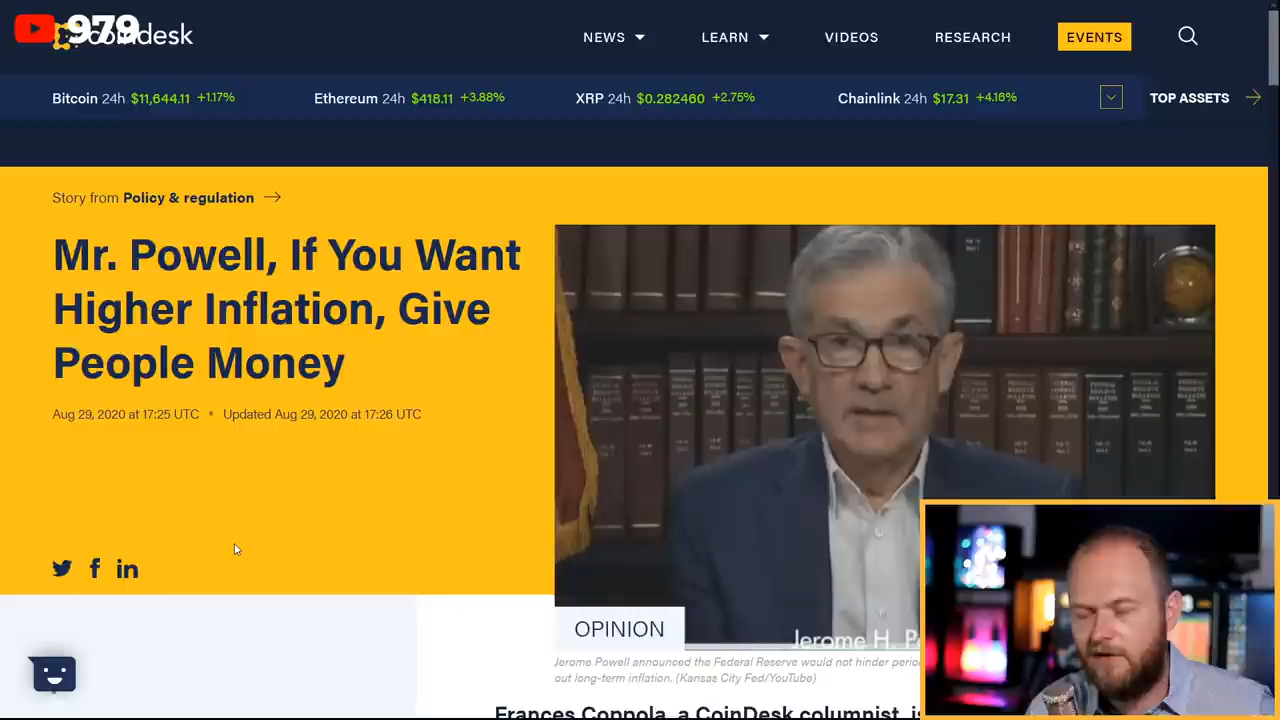 979
coindesk
NEWS LEARN VIDEOS RESEARCH EVENTS
Bitcoin 24h $11,644.11 +1.17% Ethereum 24h $418.11 +3.88% XRP 24h $0.282460 +2.75% Chainlink 24h $17.31 +4.16% TOP ASSETS
Story from Policy & regulation
Mr. Powell, If You Want
Higher Inflation, Give
People Money
Aug 29, 2020 at 17:25 UTC Updated Aug 29, 2020 at 17:26 UTC
OPINION
Jerome H. P
Jerome Powell announced the Federal Reserve would not hinder perio
out long-term inflation. (Kansas City Fed/YouTube)
Frances Coppola, a CoinDesk columnist, is